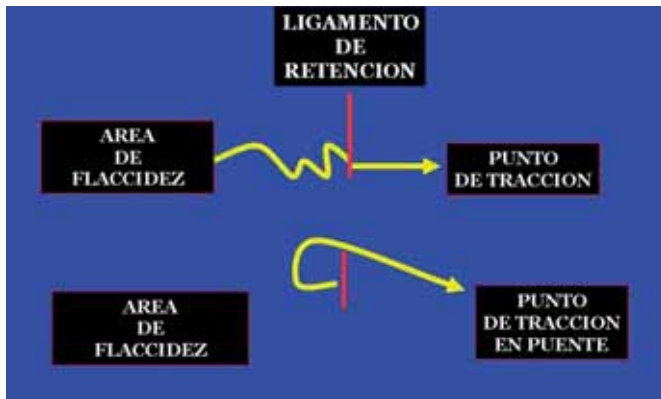 LIGAMENTO
DE
RETENCION
AREA
DE
FLACCIDEZ
PUNTO
DE TRACCION
AREA
DE
FLACCIDEZ
PUNTO
DE TRACCION
EN PUENTE